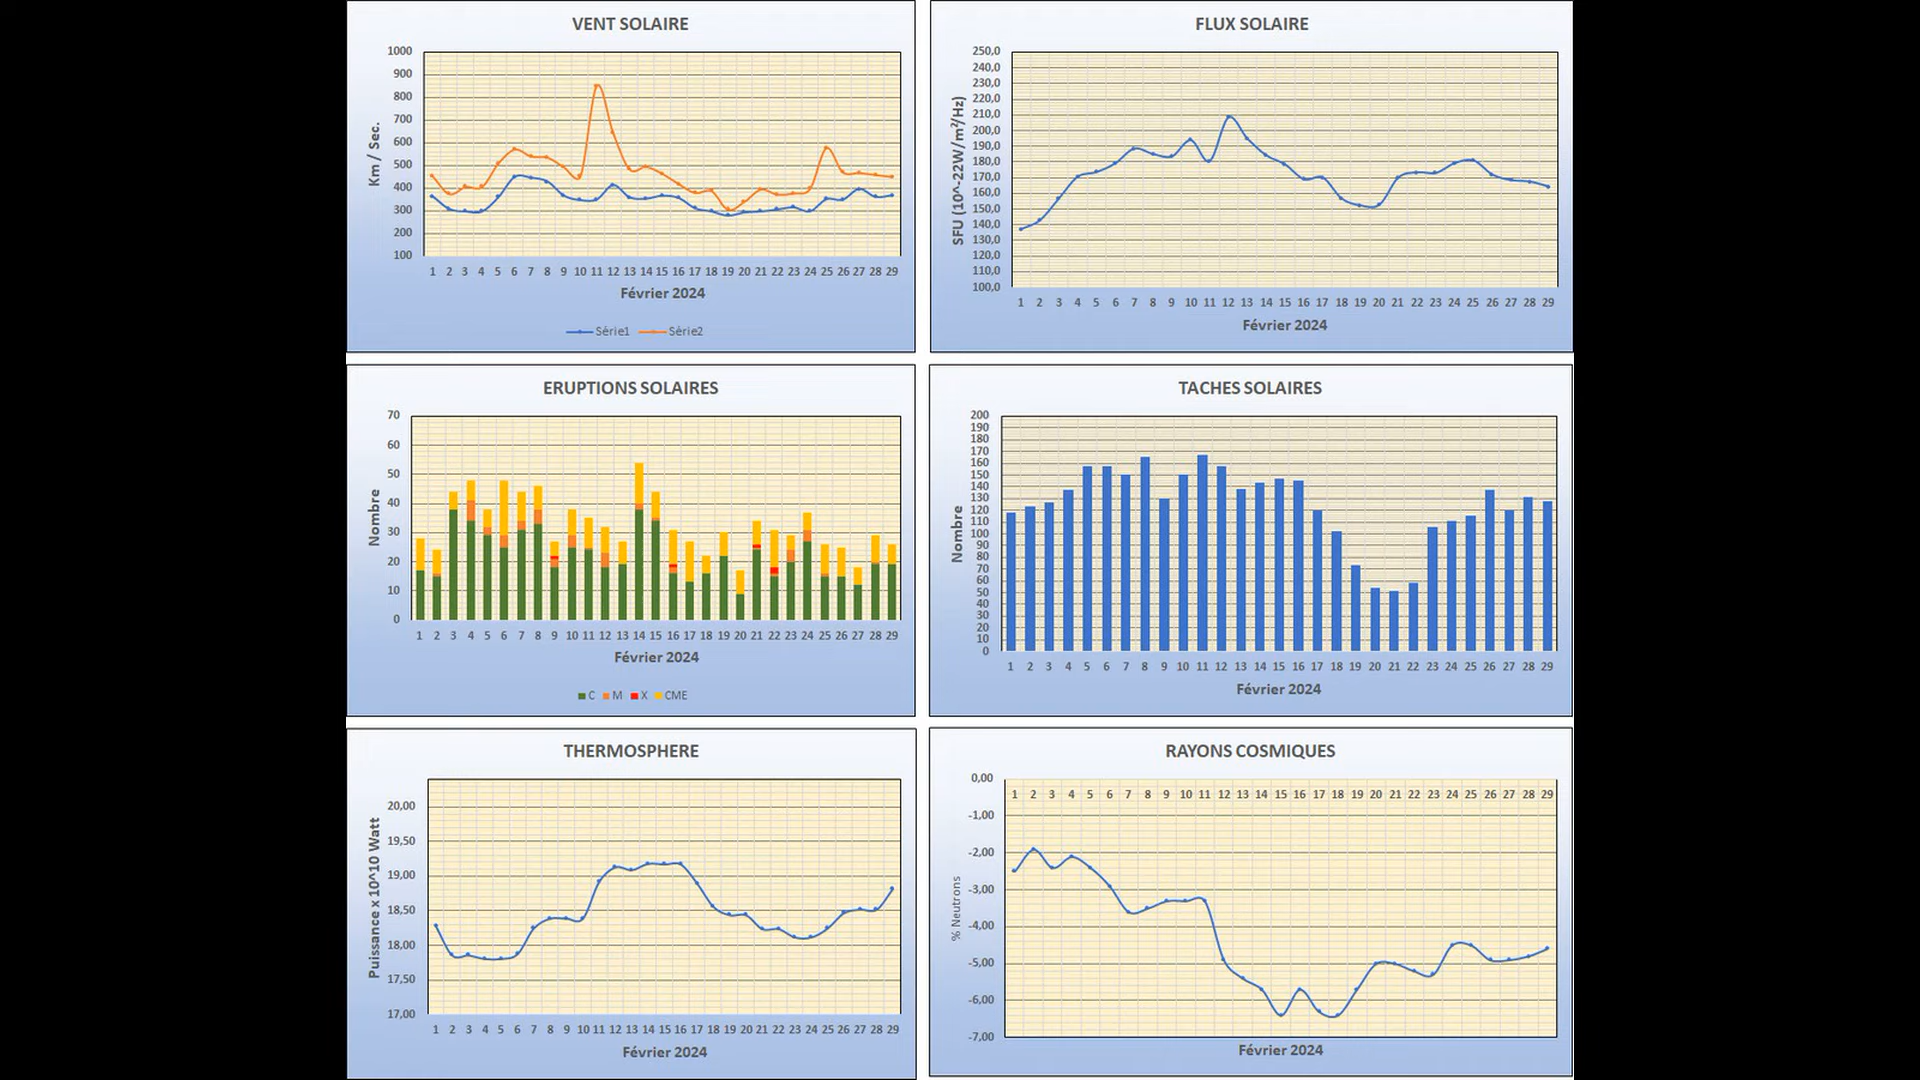 VENT SOLAIRE
1000
900
800
700
600
500
400
300
200
100
Km / Sec.
1 2 3 4 5 6 7 8 9 10 11 12 13 14 15 16 17 18 19 20 21 22 23 24 25 26 27 28 29
Février 2024
Série1 Série2
FLUX SOLAIRE
250,0
240,0
230,0
220,0
210,0
200,0
190,0
180,0
170,0
160,0
150,0
140,0
130,0
120,0
110,0
100,0
SFU (10^-22W/m²/Hz)
1 2 3 4 5 6 7 8 9 10 11 12 13 14 15 16 17 18 19 20 21 22 23 24 25 26 27 28 29
Février 2024
ERUPTIONS SOLAIRES
70
60
50
40
30
20
10
0
Nombre
1 2 3 4 5 6 7 8 9 10 11 12 13 14 15 16 17 18 19 20 21 22 23 24 25 26 27 28 29
Février 2024
C M X CME
TACHES SOLAIRES
200
190
180
170
160
150
140
130
120
110
100
90
80
70
60
50
40
30
20
10
0
Nombre
1 2 3 4 5 6 7 8 9 10 11 12 13 14 15 16 17 18 19 20 21 22 23 24 25 26 27 28 29
Février 2024
THERMOSPHERE
20,00
19,50
19,00
18,50
18,00
17,50
17,00
Puissance x 10^10 Watt
1 2 3 4 5 6 7 8 9 10 11 12 13 14 15 16 17 18 19 20 21 22 23 24 25 26 27 28 29
Février 2024
RAYONS COSMIQUES
0,00
1 2 3 4 5 6 7 8 9 10 11 12 13 14 15 16 17 18 19 20 21 22 23 24 25 26 27 28 29
-1,00
-2,00
-3,00
-4,00
-5,00
-6,00
-7,00
% Neutrons
Février 2024